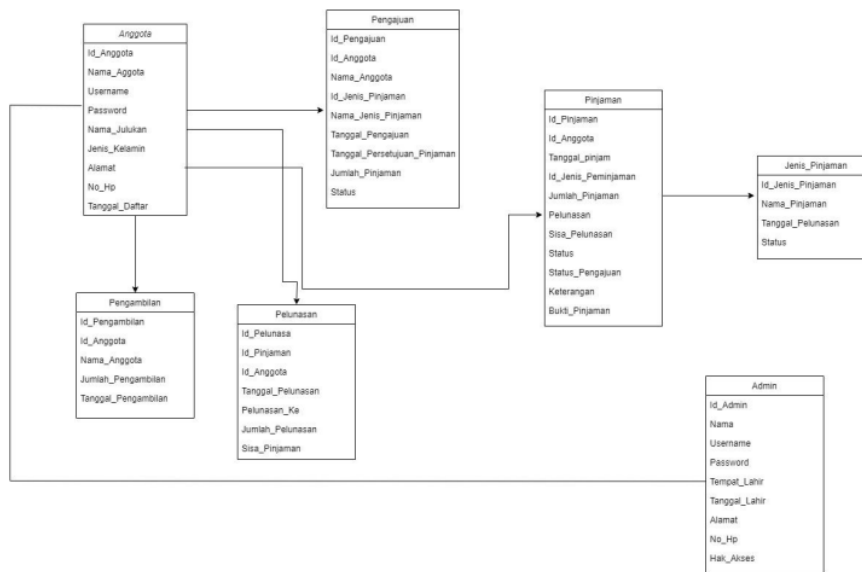 Anggota
Id_Anggota
Nama_Aggota
Username
Password
Nama_Julukan
Jenis_Kelamin
Alamat
No_Hp
Tanggal_Daftar
Pengajuan
Id_Pengajuan
Id_Anggota
Nama_Anggota
Id_Jenis_Pinjaman
Nama_Jenis_Pinjaman
Tanggal_Pengajuan
Tanggal_Persetujuan_Pinjaman
Jumlah_Pinjaman
Status
Pinjaman
Id_Pinjaman
Id_Anggota
Tanggal_pinjam
Id_Jenis_Peminjaman
Jumlah_Pinjaman
Pelunasan
Sisa_Pelunasan
Status
Status_Pengajuan
Keterangan
Bukti_Pinjaman
Jenis_Pinjaman
Id_Jenis_Pinjaman
Nama_Pinjaman
Tanggal_Pelunasan
Status
Pengambilan
Id_Pengambilan
Id_Anggota
Nama_Anggota
Jumlah_Pengambilan
Tanggal_Pengambilan
Pelunasan
Id_Pelunasa
Id_Pinjaman
Id_Anggota
Tanggal_Pelunasan
Pelunasan_Ke
Jumlah_Pelunasan
Sisa_Pinjaman
Admin
Id_Admin
Nama
Username
Password
Tempat_Lahir
Tanggal_Lahir
Alamat
No_Hp
Hak_Akses